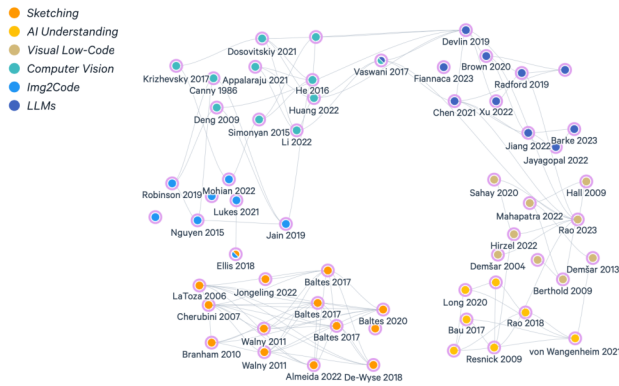 Sketching
AI Understanding
Visual Low-Code
Computer Vision
Img2Code
LLMs
Devlin 2019
Dosovitskiy 2021
Brown 2020
Vaswani 2017
Fiannaca 2023
Radford 2019
Krizhevsky 2017
Appalaraju 2021
Canny 1986
He 2016
Huang 2022
Chen 2021
Xu 2022
Deng 2009
Simonyan 2015
Li 2022
Jiang 2022
Barke 2023
Jayagopal 2022
Robinson 2019
Mohian 2022
Sahay 2020
Hall 2009
Lukes 2021
Mahapatra 2022
Nguyen 2015
Jain 2019
Rao 2023
Hirzel 2022
Ellis 2018
Demšar 2004
Demšar 2013
Baltes 2017
Berthold 2009
LaToza 2006
Jongeling 2022
Long 2020
Cherubini 2007
Baltes 2017
Baltes 2020
Rao 2018
Walny 2011
Baltes 2017
Bau 2017
Branham 2010
Walny 2011
Resnick 2009
von Wangenheim 202
Almeida 2022
De-Wyse 2018